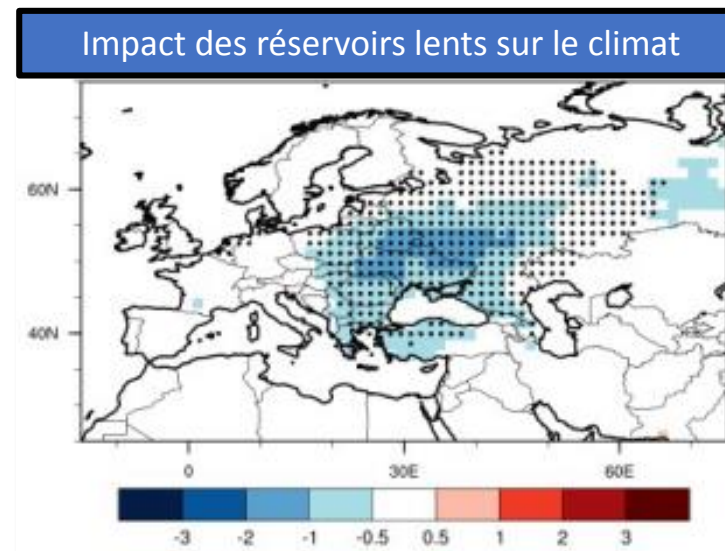 Impact des réservoirs lents sur le climat
60N
40N
0 30E 60E
-3 -2 -1 -0.5 0.5 1 2 3